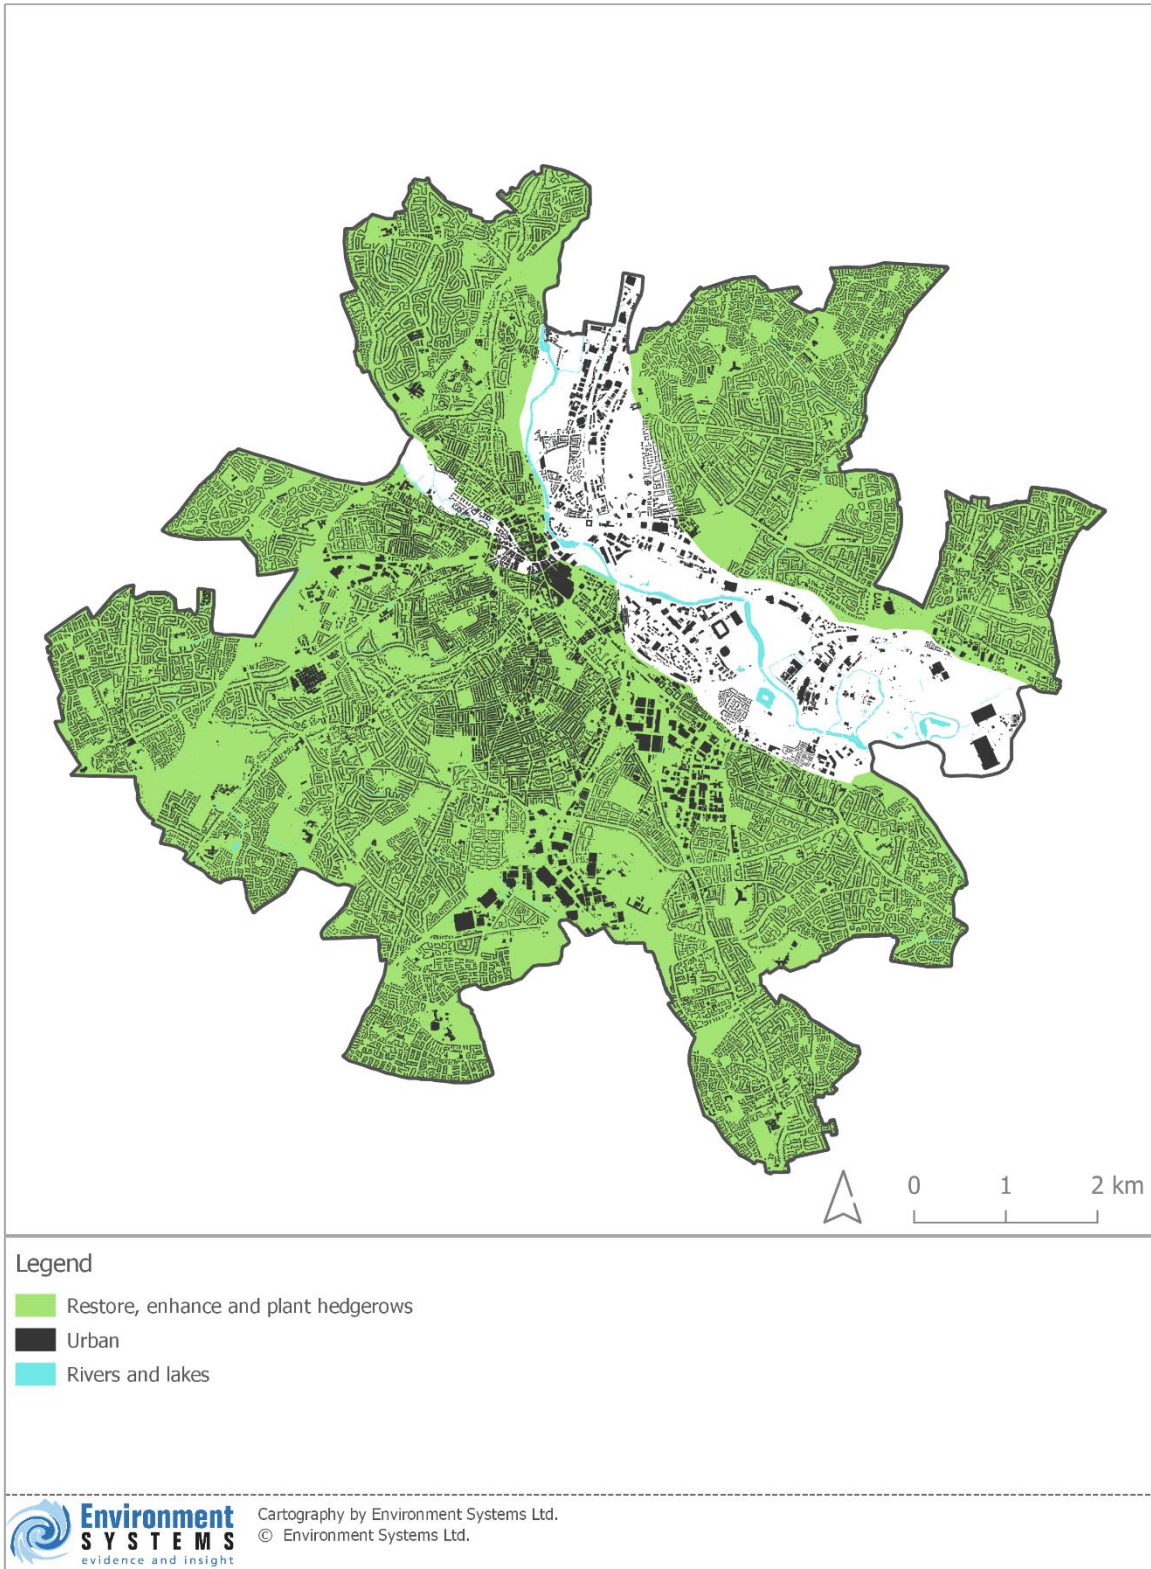 0 1 2 km
Legend
Restore, enhance and plant hedgerows
Urban
Rivers and lakes
Environment
SYSTEMS
evidence and insight
Cartography by Environment Systems Ltd.
© Environment Systems Ltd.